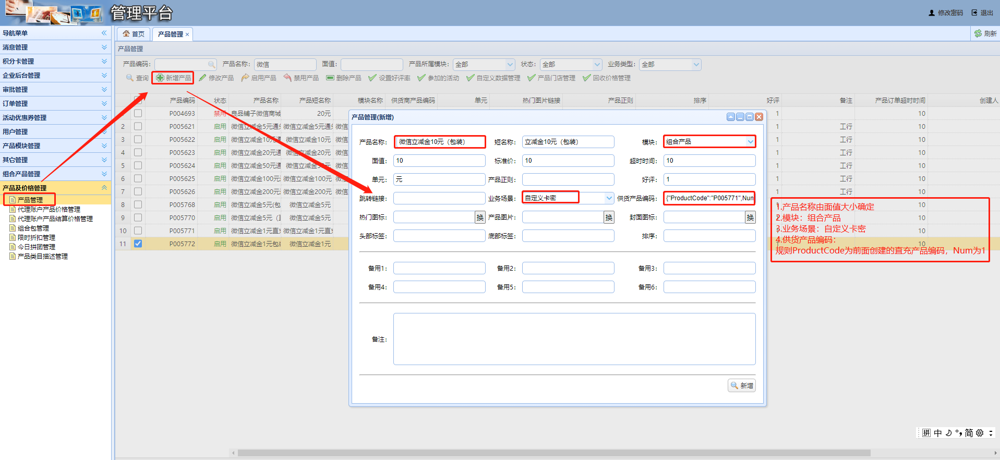 管理平台
修改密码 退出
导航菜单
消息管理
积分卡管理
企业后台管理
审批管理
订单管理
活动优惠券管理
用户管理
产品模块管理
其它管理
组合产品管理
产品及价格管理
产品管理
代理账户产品价格管理
代理账户产品结算价格管理
组合包管理
限时折扣管理
今日拼团管理
产品类目描述管理
首页 产品管理 刷新
产品管理
产品编码: 产品名称: 微信 面值: 产品所属模块: 全部 状态: 全部 业务类型: 全部
查询 新增产品 修改产品 启用产品 禁用产品 删除产品 设置好评率 参加的活动 自定义数据管理 产品门店管理 回收价格管理
产品编码 状态 产品名称 产品短名称 模块名称 供货商产品编码 单元 热门图片链接 产品正则 排序 好评 备注 产品订单超时时间 创建人
P004693 禁用 良品铺子微信商城 20元 1 10
2 P005621 启用 微信立减金5元通 微信立减金5元通 微信 1 工行 10
3 P005622 启用 微信立减金10元通 微信立减金10元 微信 1 工行 10
4 P005623 启用 微信立减金20元通 微信立减金20元 微信 1 工行 10
5 P005624 启用 微信立减金50元通 微信立减金50元 微信 1 工行 10
6 P005625 启用 微信立减金100元 微信立减金100元 微信 1 工行 10
7 P005626 启用 微信立减金200元 微信立减金200元 微信 1 工行 10
8 P005768 启用 微信立减金5元(包 微信立减金5元 10
9 P005770 启用 微信立减金5元（直 微信立减金5元 10
10 P005771 启用 微信立减金1元直充 微信立减金1元直充 10
11 P005772 启用 微信立减金1元包装 微信立减金1元 10
产品管理(新增)
产品名称: 微信立减金10元（包装） 短名称: 立减金10元（包装） 模块: 组合产品
面值: 10 标准价: 10 超时时间: 10
单元: 元 产品正则: 好评: 1
跳转链接: 业务场景: 自定义卡密 供货产品编码: {"ProductCode":"P005771",Num
热门图标: 换 产品图片: 换 封面图标: 换
头部标签: 底部标签: 排序:
备用1: 备用2: 备用3:
备用4: 备用5: 备用6:
备注:
新增
1.产品名称由面值大小确定
2.模块：组合产品
3.业务场景：自定义卡密
4.供货产品编码：
规则ProductCode为前面创建的直充产品编码，Num为1
拼 中 简